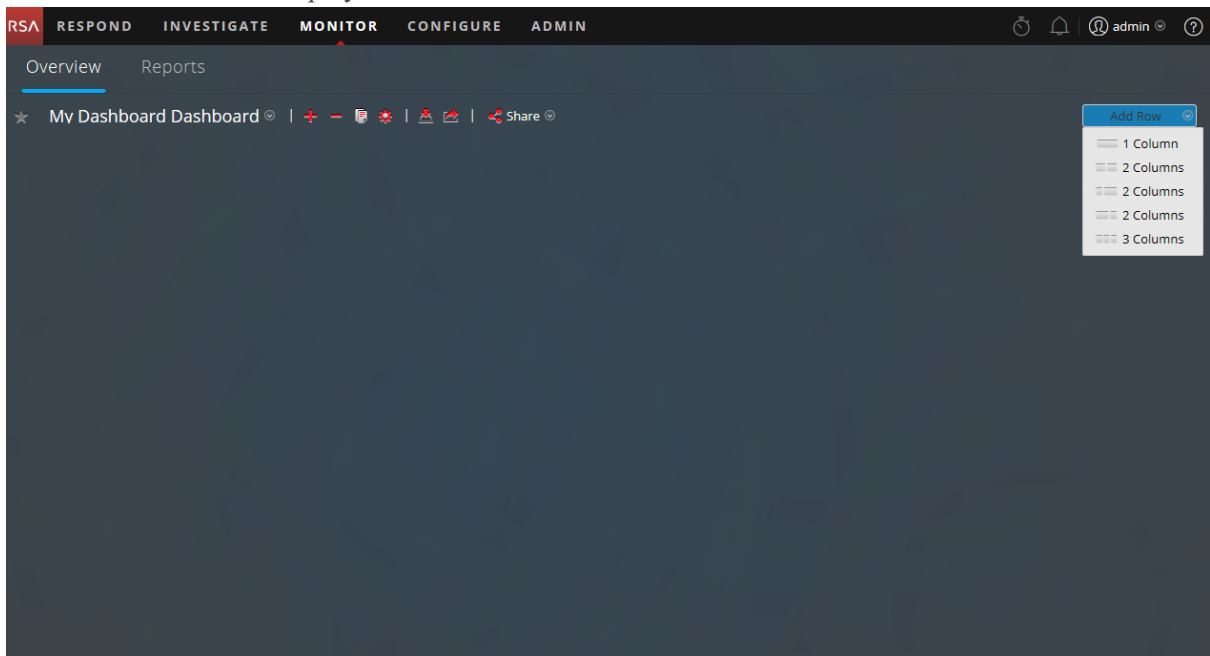 RSA RESPOND INVESTIGATE MONITOR CONFIGURE ADMIN admin ?
Overview Reports
My Dashboard Dashboard Share Add Row
1 Column
2 Columns
2 Columns
2 Columns
3 Columns